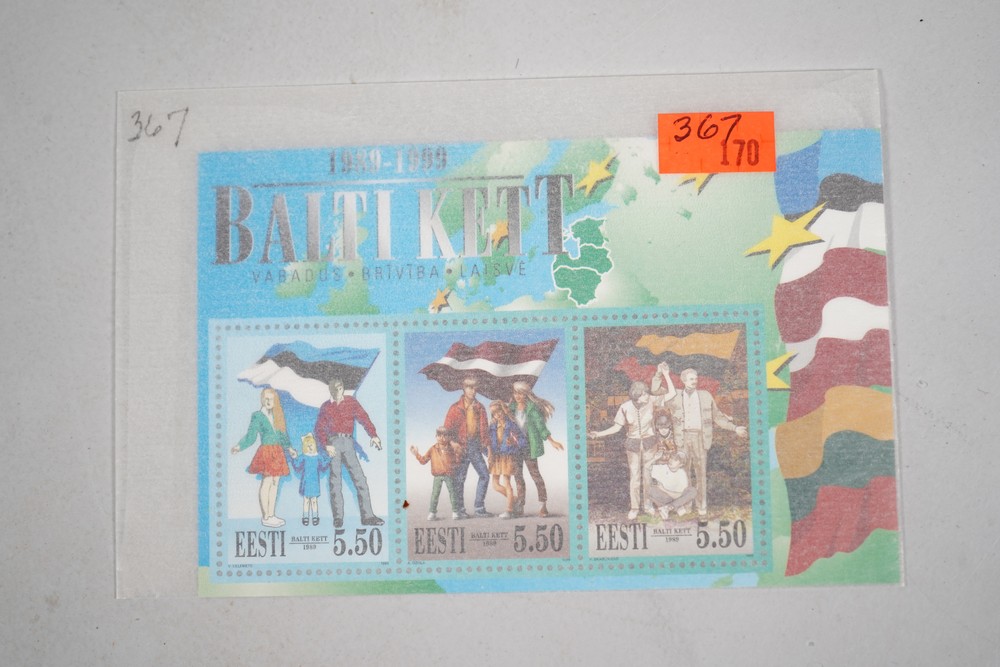 367
367
170
1989-1999
BALTI KETT
VABADUS · BRĪVĪBA · LAISVĖ
EESTI BALTI KETT 1989 5.50
EESTI BALTI KETT 1989 5.50
EESTI BALTI KETT 1989 5.50